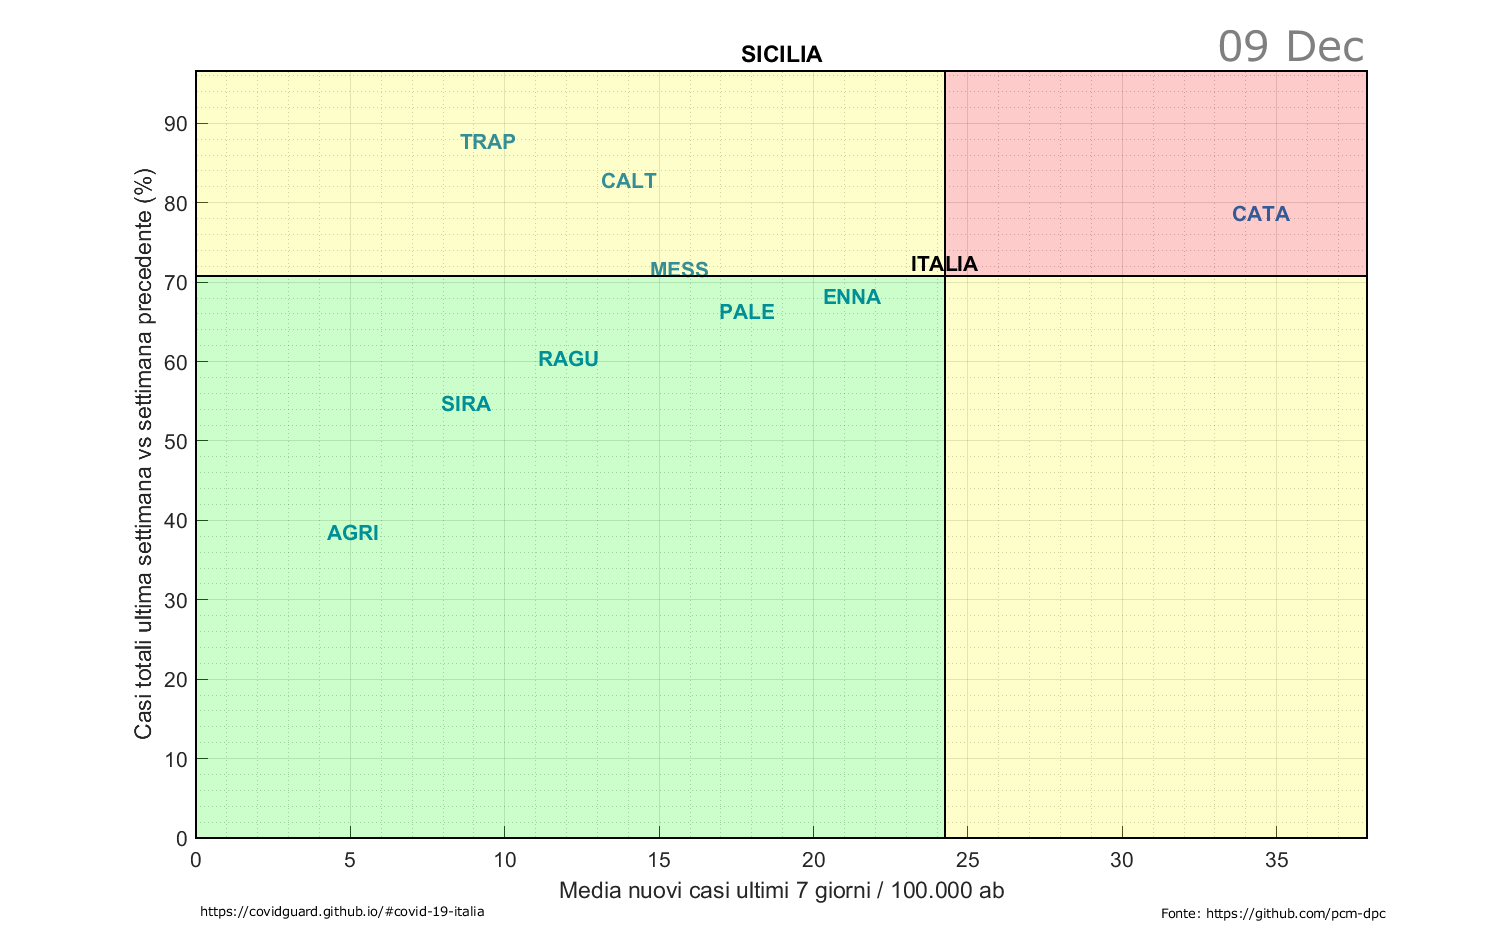 09 Dec
SICILIA
Casi totali ultima settimana vs settimana precedente (%)
90
80
70
60
50
40
30
20
10
0
TRAP
CALT
CATA
MESS
ITALIA
ENNA
PALE
RAGU
SIRA
AGRI
0 5 10 15 20 25 30 35
Media nuovi casi ultimi 7 giorni / 100.000 ab
https://covidguard.github.io/#covid-19-italia
Fonte: https://github.com/pcm-dpc